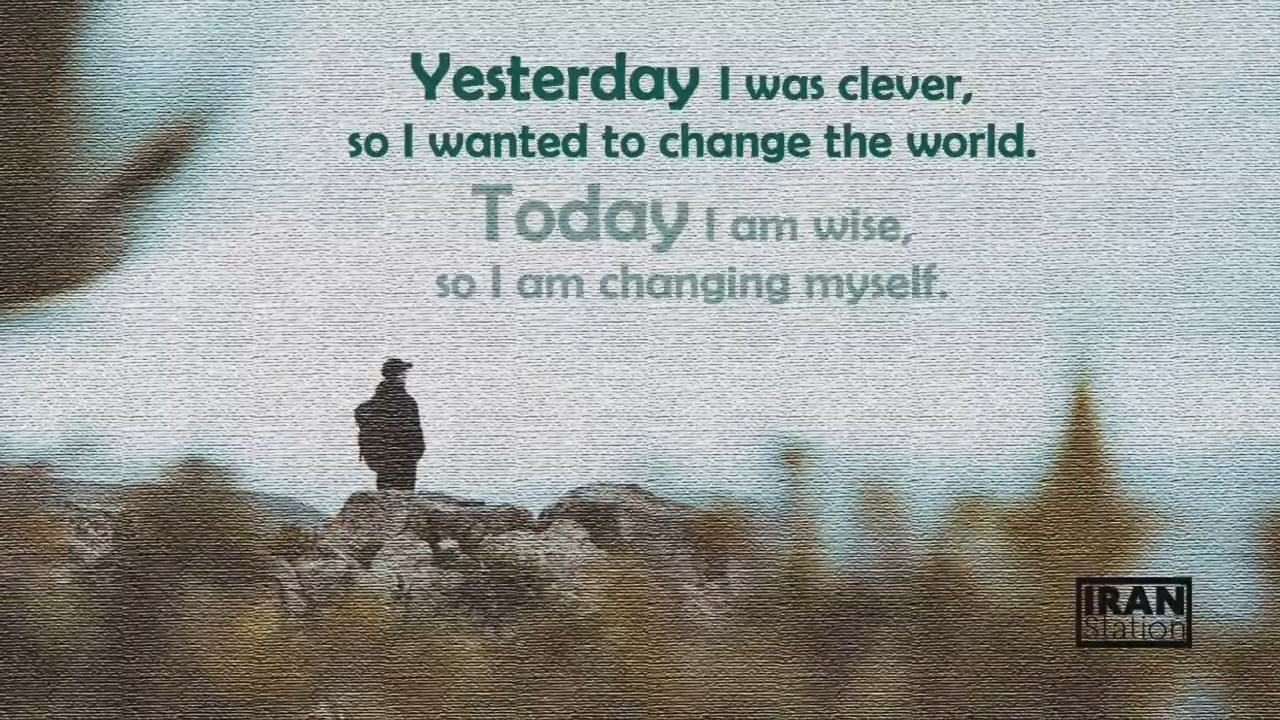 Yesterday I was clever,
so I wanted to change the world.
Today I am wise,
so I am changing myself.
IRAN
Station